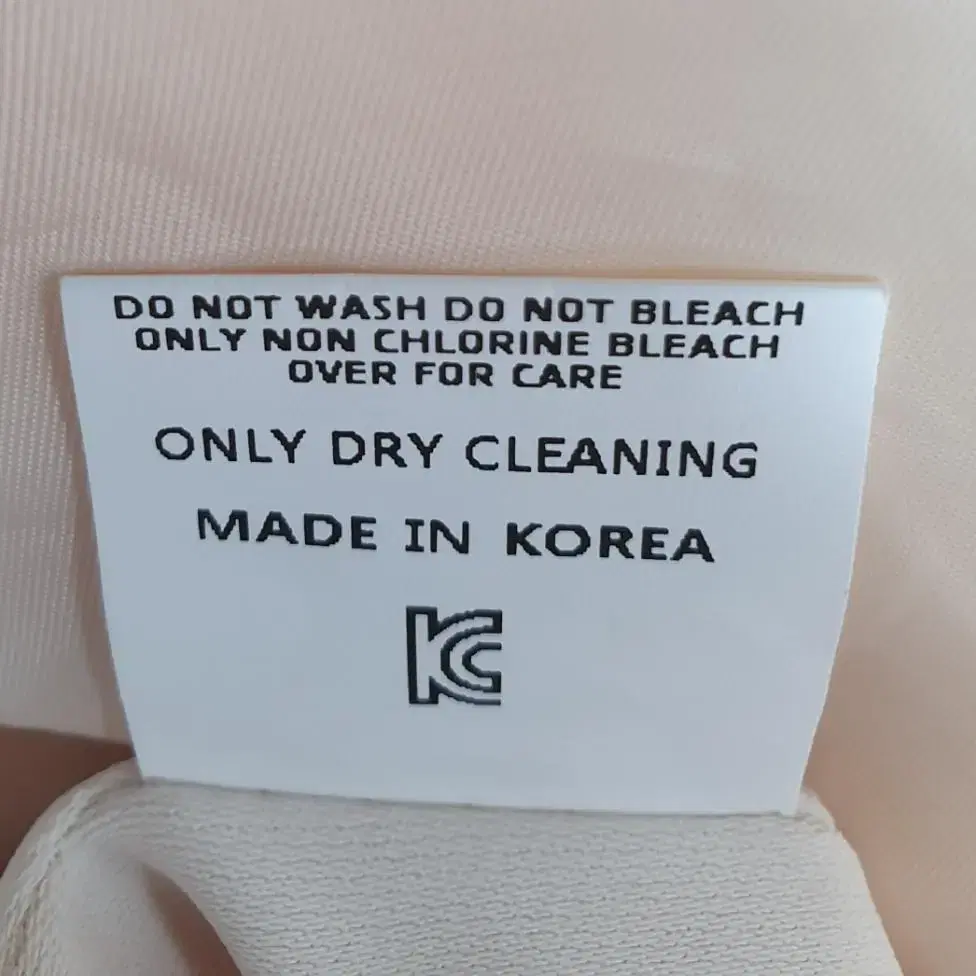 DO NOT WASH DO NOT BLEACH
ONLY NON CHLORINE BLEACH
OVER FOR CARE
ONLY DRY CLEANING
MADE IN KOREA
KC